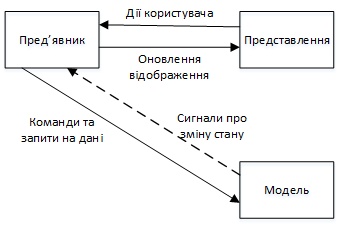 Дії користувача
Пред’явник
Представлення
Оновлення
відображення
Команди та
запити на дані
Сигнали про
зміну стану
Модель